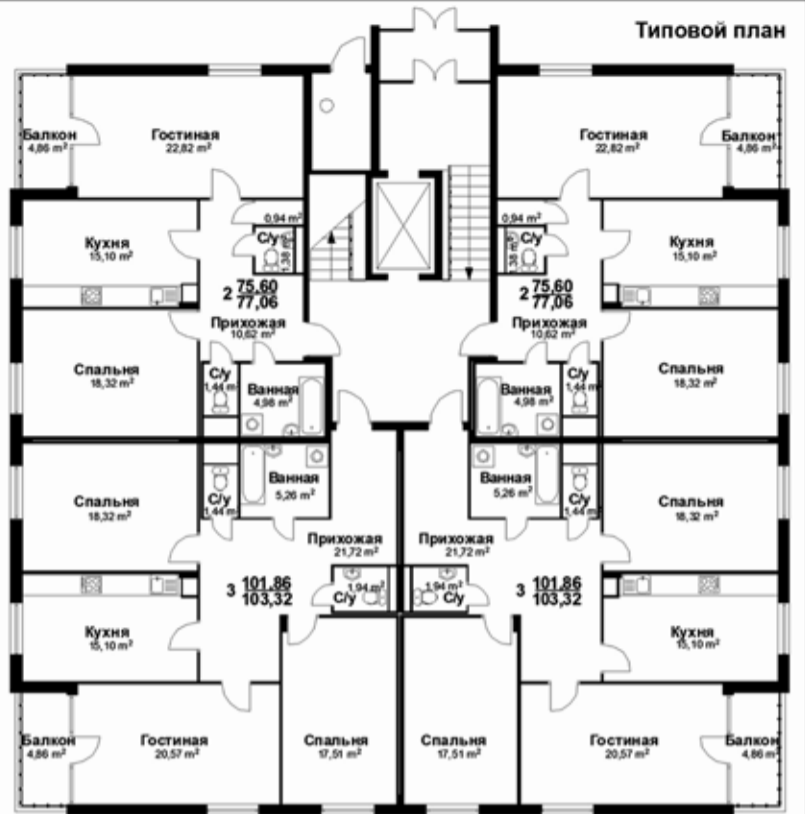 Типовой план
Балкон
4,86 m²
Гостиная
22,82 m²
Гостиная
22,82 m²
Балкон
4,86 m²
Кухня
15,10 m²
0,94 m²
С/у
1,38 m²
0,94 m²
С/у
1,38 m²
Кухня
15,10 m²
2 75,60
77,06
Прихожая
10,62 m²
2 75,60
77,06
Прихожая
10,62 m²
Спальня
18,32 m²
С/у
1,44 m
Ванная
4,98 m²
Ванная
4,98 m²
С/у
1,44 m
Спальня
18,32 m²
Спальня
18,32 m²
С/у
1,44 m
Ванная
5,26 m²
Ванная
5,26 m²
С/у
1,44 m
Спальня
18,32 m²
Прихожая
21,72 m²
Прихожая
21,72 m²
3 101,86
103,32
1,94 m²
С/у
1,94 m²
С/у
3 101,86
103,32
Кухня
15,10 m²
Кухня
15,10 m²
Балкон
4,86 m²
Гостиная
20,57 m²
Спальня
17,51 m²
Спальня
17,51 m²
Гостиная
20,57 m²
Балкон
4,86 m²